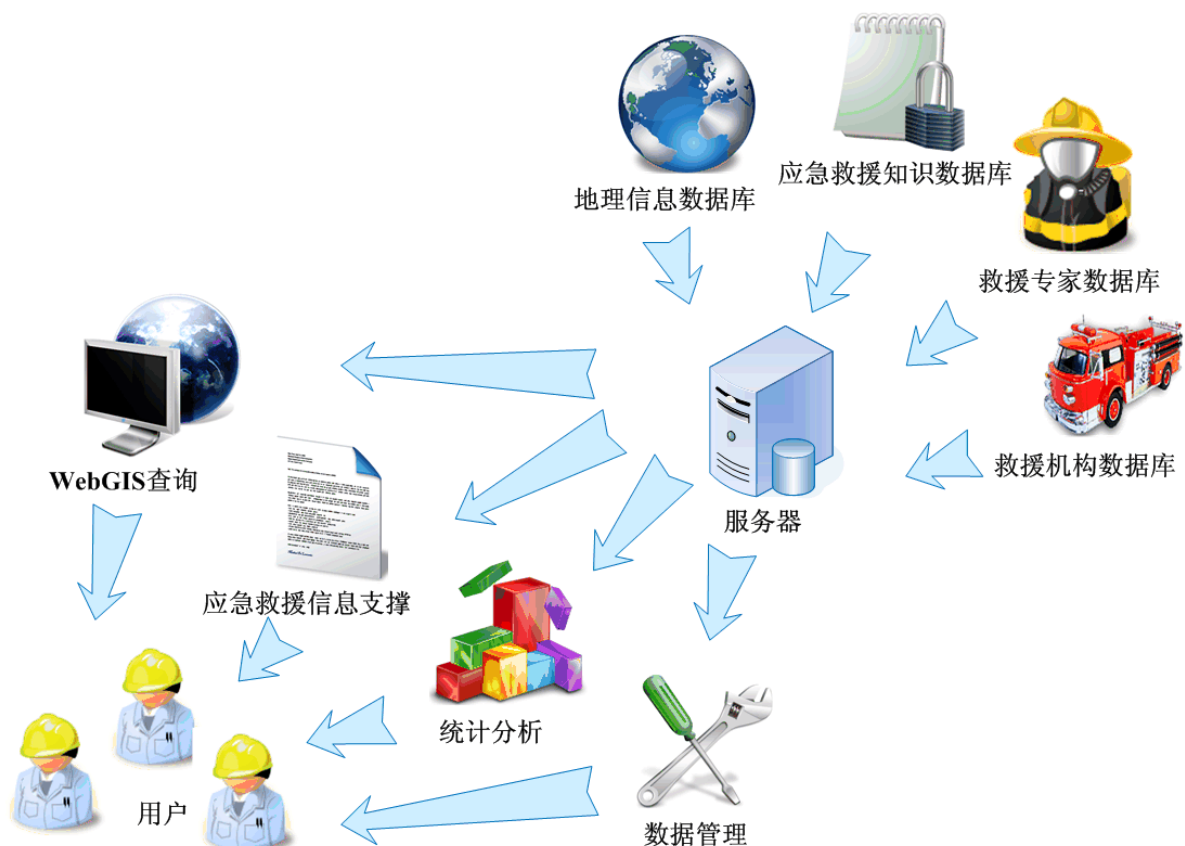 应急救援知识数据库
地理信息数据库
救援专家数据库
救援机构数据库
WebGIS查询
服务器
应急救援信息支撑
统计分析
用户
数据管理